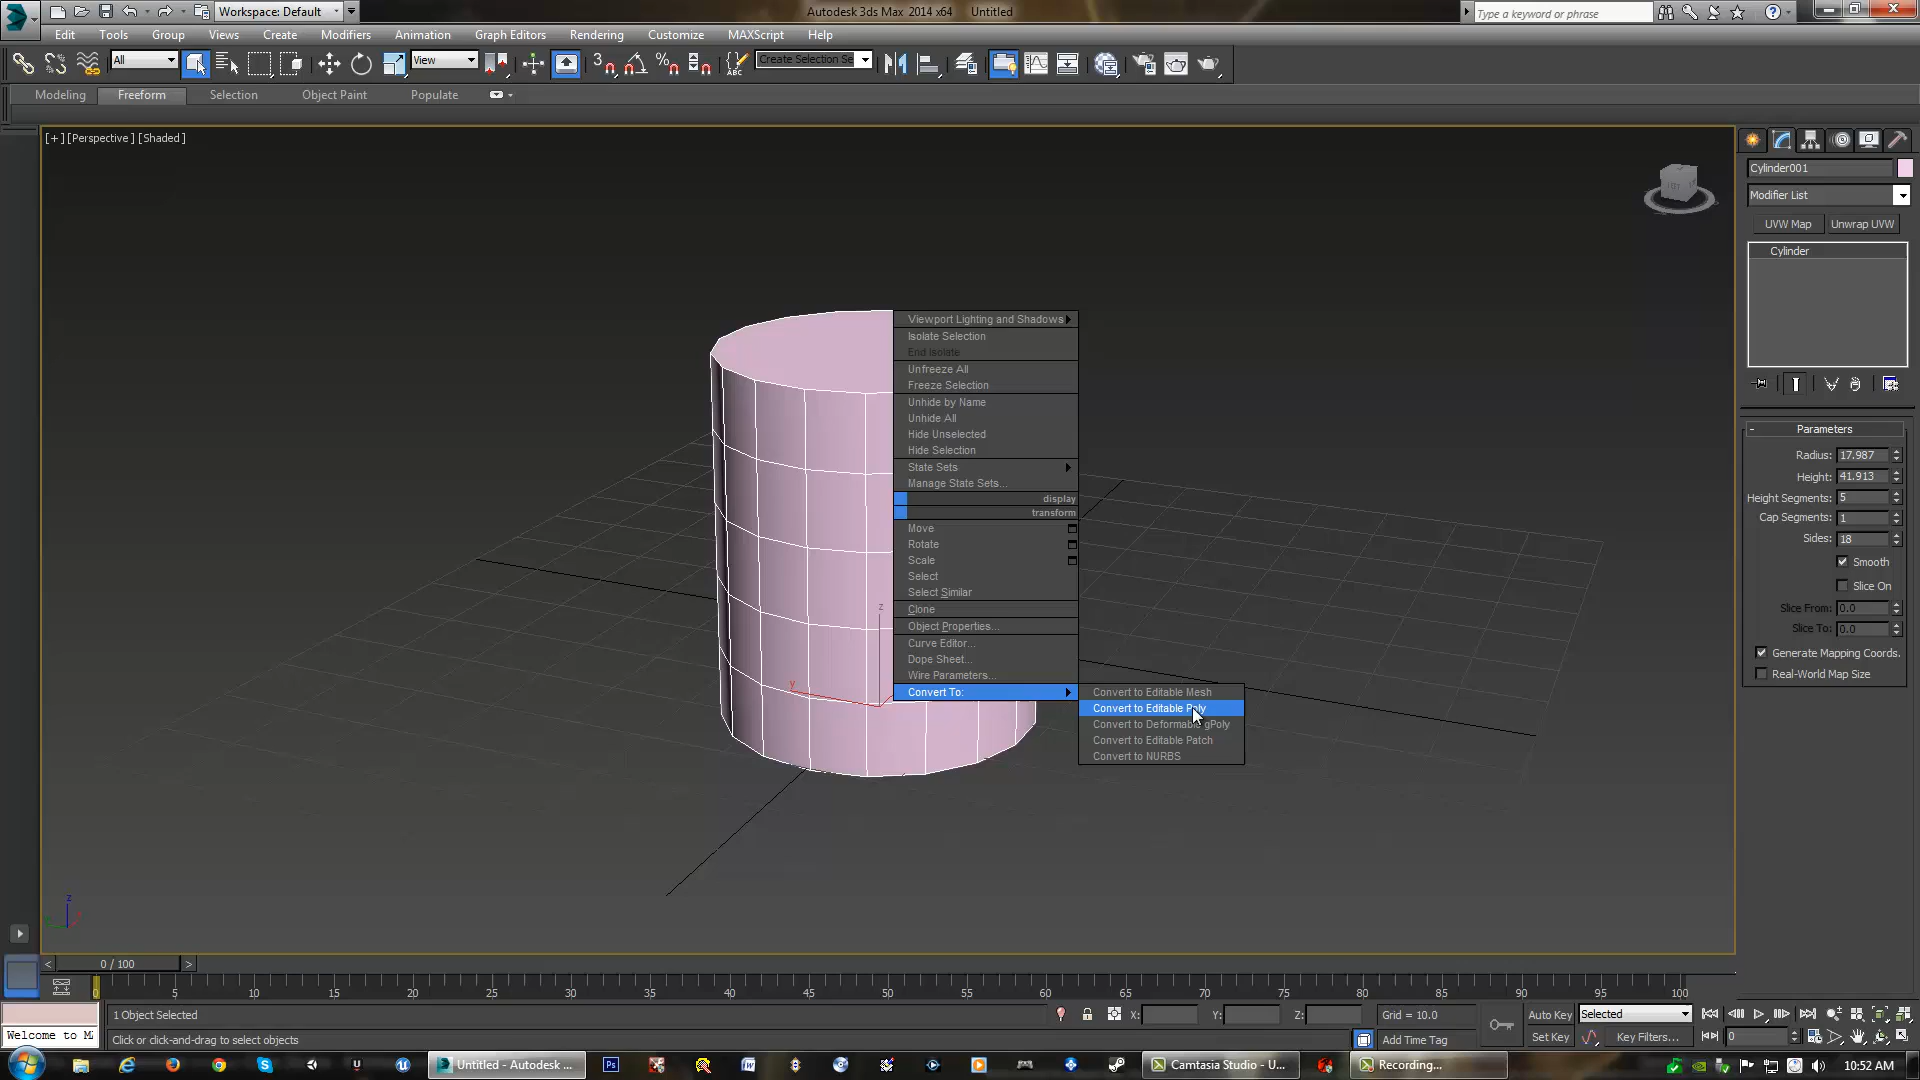 Workspace: Default
Autodesk 3ds Max 2014 x64 Untitled
Type a keyword or phrase
Edit Tools Group Views Create Modifiers Animation Graph Editors Rendering Customize MAXScript Help
All
View
Create Selection Se
Modeling Freeform Selection Object Paint Populate
[+] [Perspective] [Shaded]
Cylinder001
Modifier List
UVW Map Unwrap UVW
Cylinder
Viewport Lighting and Shadows
Isolate Selection
End Isolate
Unfreeze All
Freeze Selection
Unhide by Name
Unhide All
Hide Unselected
Hide Selection
State Sets
Manage State Sets...
display
transform
Move
Rotate
Scale
Select
Select Similar
Clone
Object Properties...
Curve Editor...
Dope Sheet...
Wire Parameters...
Convert To:
Convert to Editable Mesh
Convert to Editable Poly
Convert to Deformable gPoly
Convert to Editable Patch
Convert to NURBS
z
y
- Parameters
Radius: 17.987
Height: 41.913
Height Segments: 5
Cap Segments: 1
Sides: 18
Smooth
Slice On
Slice From: 0.0
Slice To: 0.0
Generate Mapping Coords.
Real-World Map Size
z
< 0 / 100 >
0 5 10 15 20 25 30 35 40 45 50 55 60 65 70 75 80 85 90 95 100
1 Object Selected
X: Y: Z: Grid = 10.0
Auto Key Selected
Welcome to M
Click or click-and-drag to select objects
Add Time Tag
Set Key Key Filters... 0
Untitled - Autodesk ...
Camtasia Studio - U...
Recording...
10:52 AM